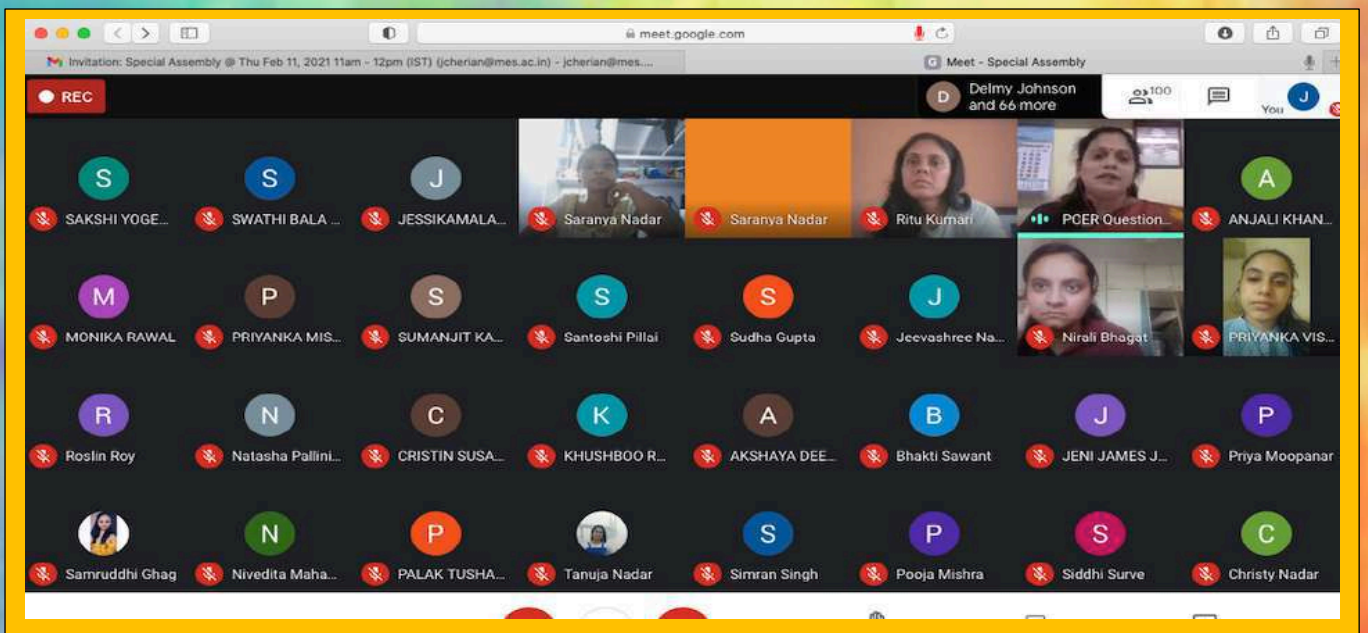 meet.google.com
Invitation: Special Assembly @ Thu Feb 11, 2021 11am - 12pm (IST) (jcherian@mes.ac.in) - jcherian@mes....
G Meet - Special Assembly
REC
D Delmy Johnson and 66 more
100
You J
S S J A
SAKSHI YOGE... SWATHI BALA ... JESSIKAMALA... Saranya Nadar Saranya Nadar Ritu Kumari PCER Question... ANJALI KHAN...
M P S S S J
MONIKA RAWAL PRIYANKA MIS... SUMANJIT KA... Santoshi Pillai Sudha Gupta Jeevashree Na... Nirali Bhagat PRIYANKA VIS...
R N C K A B J P
Roslin Roy Natasha Pallini... CRISTIN SUSA... KHUSHBOO R... AKSHAYA DEE... Bhakti Sawant JENI JAMES J... Priya Moopanar
N P S P S C
Samruddhi Ghag Nivedita Maha... PALAK TUSHA... Tanuja Nadar Simran Singh Pooja Mishra Siddhi Surve Christy Nadar